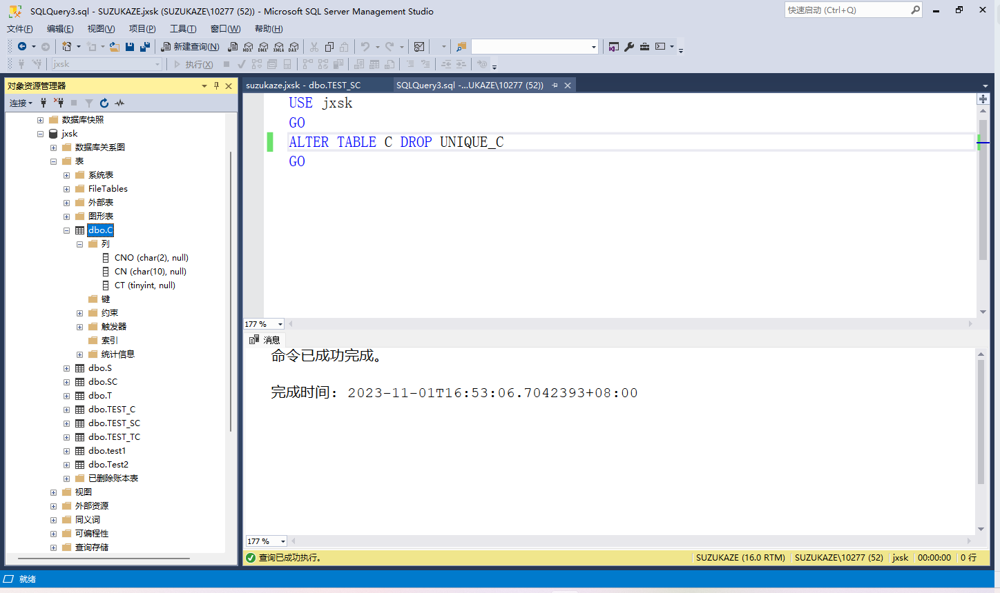 SQLQuery3.sql - SUZUKAZE.jxsk (SUZUKAZE\10277 (52)) - Microsoft SQL Server Management Studio
快速启动 (Ctrl+Q)
文件(F) 编辑(E) 视图(V) 项目(P) 工具(T) 窗口(W) 帮助(H)
新建查询(N) MDX DMX XMLA DAX
jxsk 执行(X)
对象资源管理器
连接
数据库快照
jxsk
数据库关系图
表
系统表
FileTables
外部表
图形表
dbo.C
列
CNO (char(2), null)
CN (char(10), null)
CT (tinyint, null)
键
约束
触发器
索引
统计信息
dbo.S
dbo.SC
dbo.T
dbo.TEST_C
dbo.TEST_SC
dbo.TEST_TC
dbo.test1
dbo.Test2
已删除账本表
视图
外部资源
同义词
可编程性
查询存储
suzukaze.jxsk - dbo.TEST_SC
SQLQuery3.sql -...UKAZE\10277 (52))
USE jxsk
GO
ALTER TABLE C DROP UNIQUE_C
GO
177 %
消息
命令已成功完成。
完成时间: 2023-11-01T16:53:06.7042393+08:00
177 %
查询已成功执行。
SUZUKAZE (16.0 RTM) SUZUKAZE\10277 (52) jxsk 00:00:00 0 行
就绪